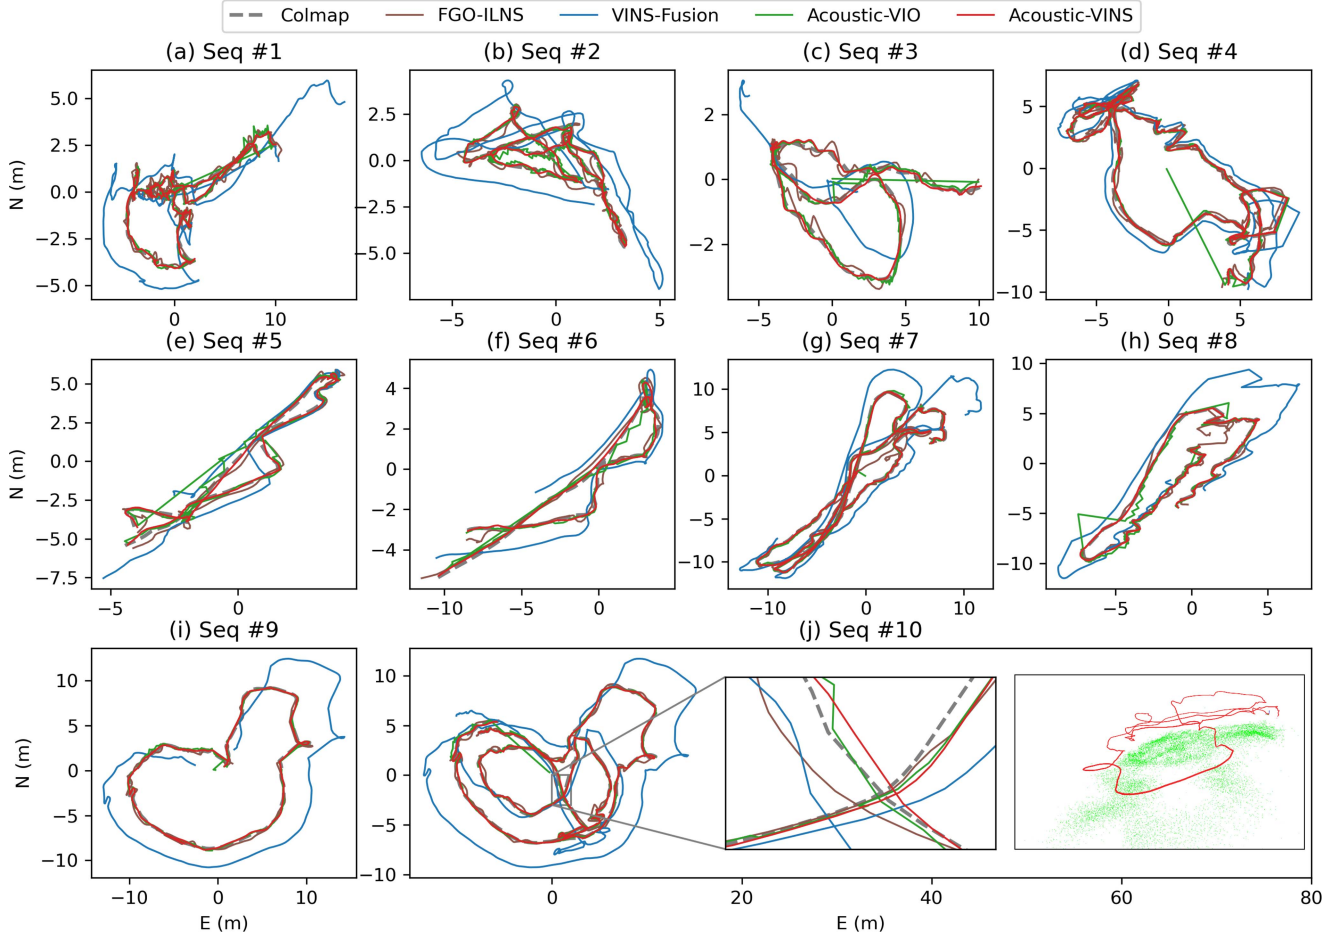 Colmap FGO-ILNS VINS-Fusion Acoustic-VIO Acoustic-VINS
(a) Seq #1 (b) Seq #2 (c) Seq #3 (d) Seq #4
N (m)
5.0
2.5
0.0
−2.5
−5.0
0 10
2.5
0.0
−2.5
−5.0
−5 0 5
2
0
−2
−5 0 5 10
5
0
−5
−10
−5 0 5
(e) Seq #5 (f) Seq #6 (g) Seq #7 (h) Seq #8
N (m)
5.0
2.5
0.0
−2.5
−5.0
−7.5
−5 0
4
2
0
−2
−4
−10 −5 0
10
5
0
−5
−10
−10 0 10
10
5
0
−5
−10
−5 0 5
(i) Seq #9 (j) Seq #10
N (m)
10
5
0
−5
−10
−10 0 10
E (m)
10
5
0
−5
−10
0 20 40 60 80
E (m)